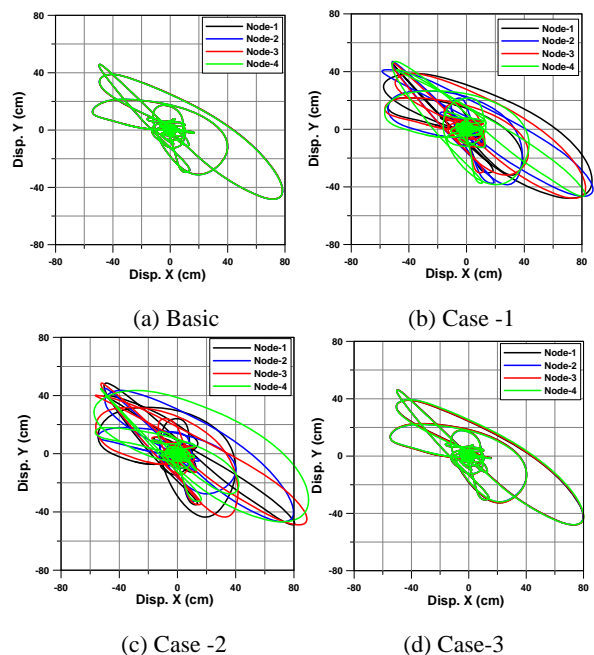 80
40
0
-40
-80
Disp. Y (cm)
Node-1
Node-2
Node-3
Node-4
-80 -40 0 40 80
Disp. X (cm)
(a) Basic
80
40
0
-40
-80
Disp. Y (cm)
Node-1
Node-2
Node-3
Node-4
-80 -40 0 40 80
Disp. X (cm)
(b) Case -1
80
40
0
-40
-80
Disp. Y (cm)
Node-1
Node-2
Node-3
Node-4
-80 -40 0 40 80
Disp. X (cm)
(c) Case -2
80
40
0
-40
-80
Disp. Y (cm)
Node-1
Node-2
Node-3
Node-4
-80 -40 0 40 80
Disp. X (cm)
(d) Case-3